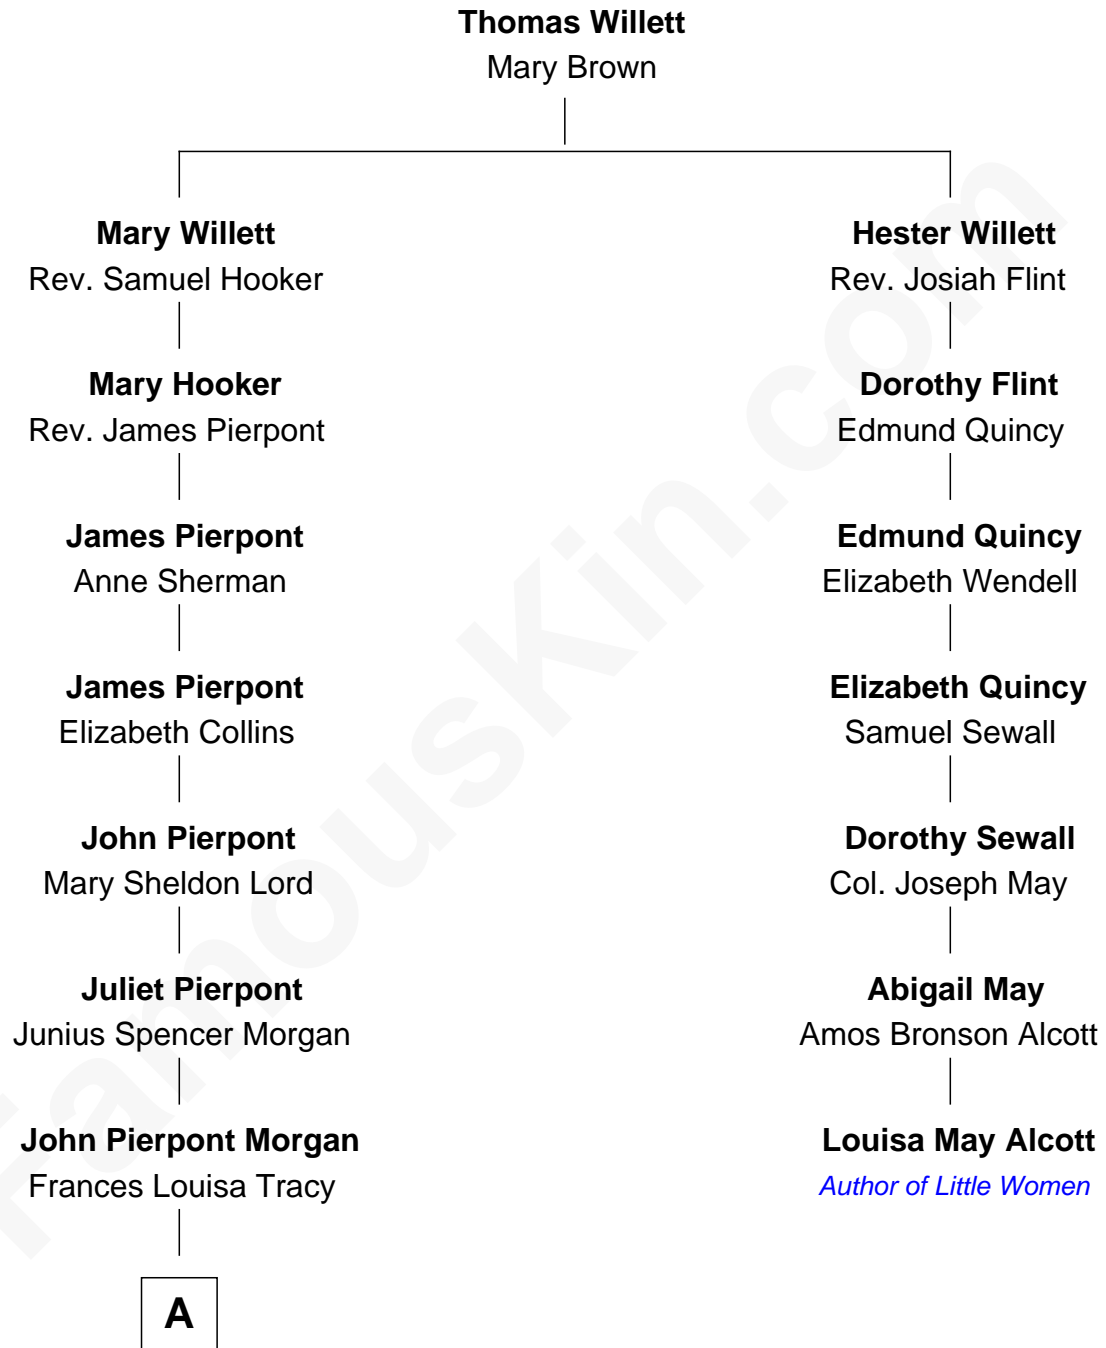 Thomas Willett
Mary Brown
Mary Willett
Rev. Samuel Hooker
Hester Willett
Rev. Josiah Flint
Mary Hooker
Rev. James Pierpont
Dorothy Flint
Edmund Quincy
James Pierpont
Anne Sherman
Edmund Quincy
Elizabeth Wendell
James Pierpont
Elizabeth Collins
Elizabeth Quincy
Samuel Sewall
John Pierpont
Mary Sheldon Lord
Dorothy Sewall
Col. Joseph May
Juliet Pierpont
Junius Spencer Morgan
Abigail May
Amos Bronson Alcott
John Pierpont Morgan
Frances Louisa Tracy
Louisa May Alcott
Author of Little Women
A
FamousKin.com